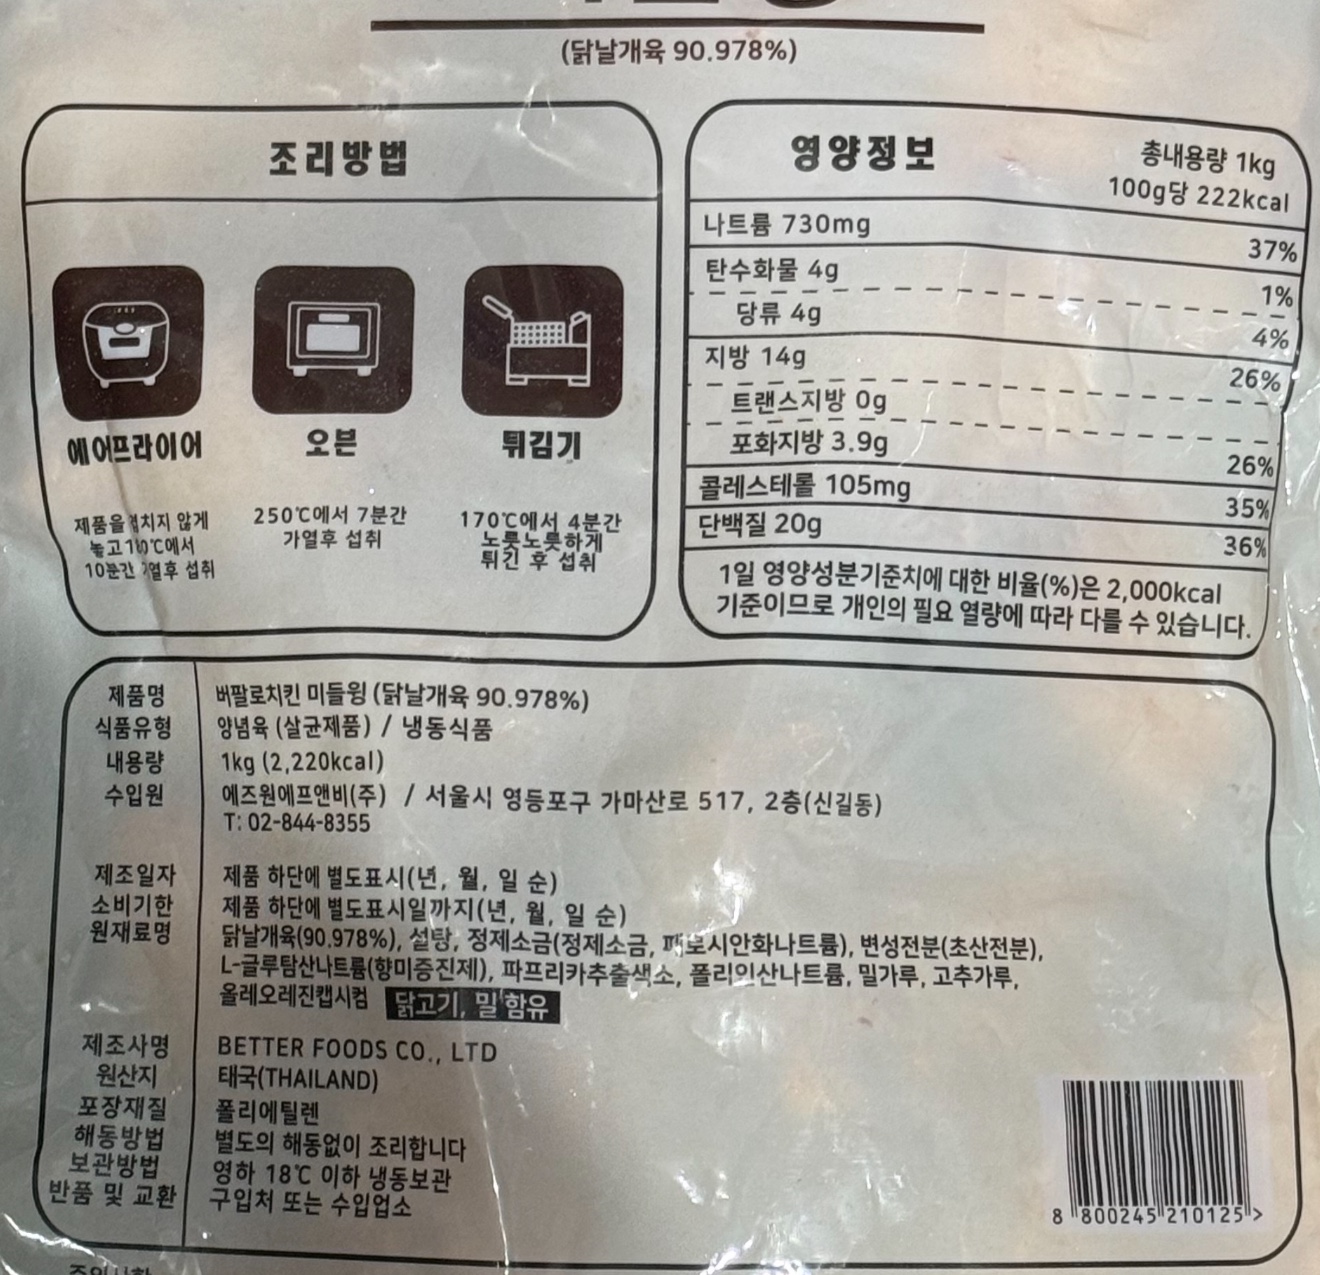 (닭날개육 90.978%)
조리방법
에어프라이어
제품을 겹치지 않게
놓고 1 0℃에서
10분간 가열후 섭취
오븐
250℃에서 7분간
가열후 섭취
튀김기
170℃에서 4분간
노릇노릇하게
튀긴 후 섭취
영양정보
총내용량 1kg
100g당 222kcal
나트륨 730mg 37%
탄수화물 4g 1%
당류 4g 4%
지방 14g 26%
트랜스지방 0g
포화지방 3.9g 26%
콜레스테롤 105mg 35%
단백질 20g 36%
1일 영양성분기준치에 대한 비율(%)은 2,000kcal
기준이므로 개인의 필요 열량에 따라 다를 수 있습니다.
제품명 버팔로치킨 미들윙 (닭날개육 90.978%)
식품유형 양념육 (살균제품) / 냉동식품
내용량 1kg (2,220kcal)
수입원 에즈원에프앤비(주) / 서울시 영등포구 가마산로 517, 2층(신길동)
T: 02-844-8355
제조일자 제품 하단에 별도표시(년, 월, 일 순)
소비기한 제품 하단에 별도표시일까지(년, 월, 일 순)
원재료명 닭날개육(90.978%), 설탕, 정제소금(정제소금, 페로시안화나트륨), 변성전분(초산전분),
L-글루탐산나트륨(향미증진제), 파프리카추출색소, 폴리인산나트륨, 밀가루, 고추가루,
올레오레진캡시컴 닭고기, 밀 함유
제조사명 BETTER FOODS CO., LTD
원산지 태국(THAILAND)
포장재질 폴리에틸렌
해동방법 별도의 해동없이 조리합니다
보관방법 영하 18℃ 이하 냉동보관
반품 및 교환 구입처 또는 수입업소
8 800245 210125 >